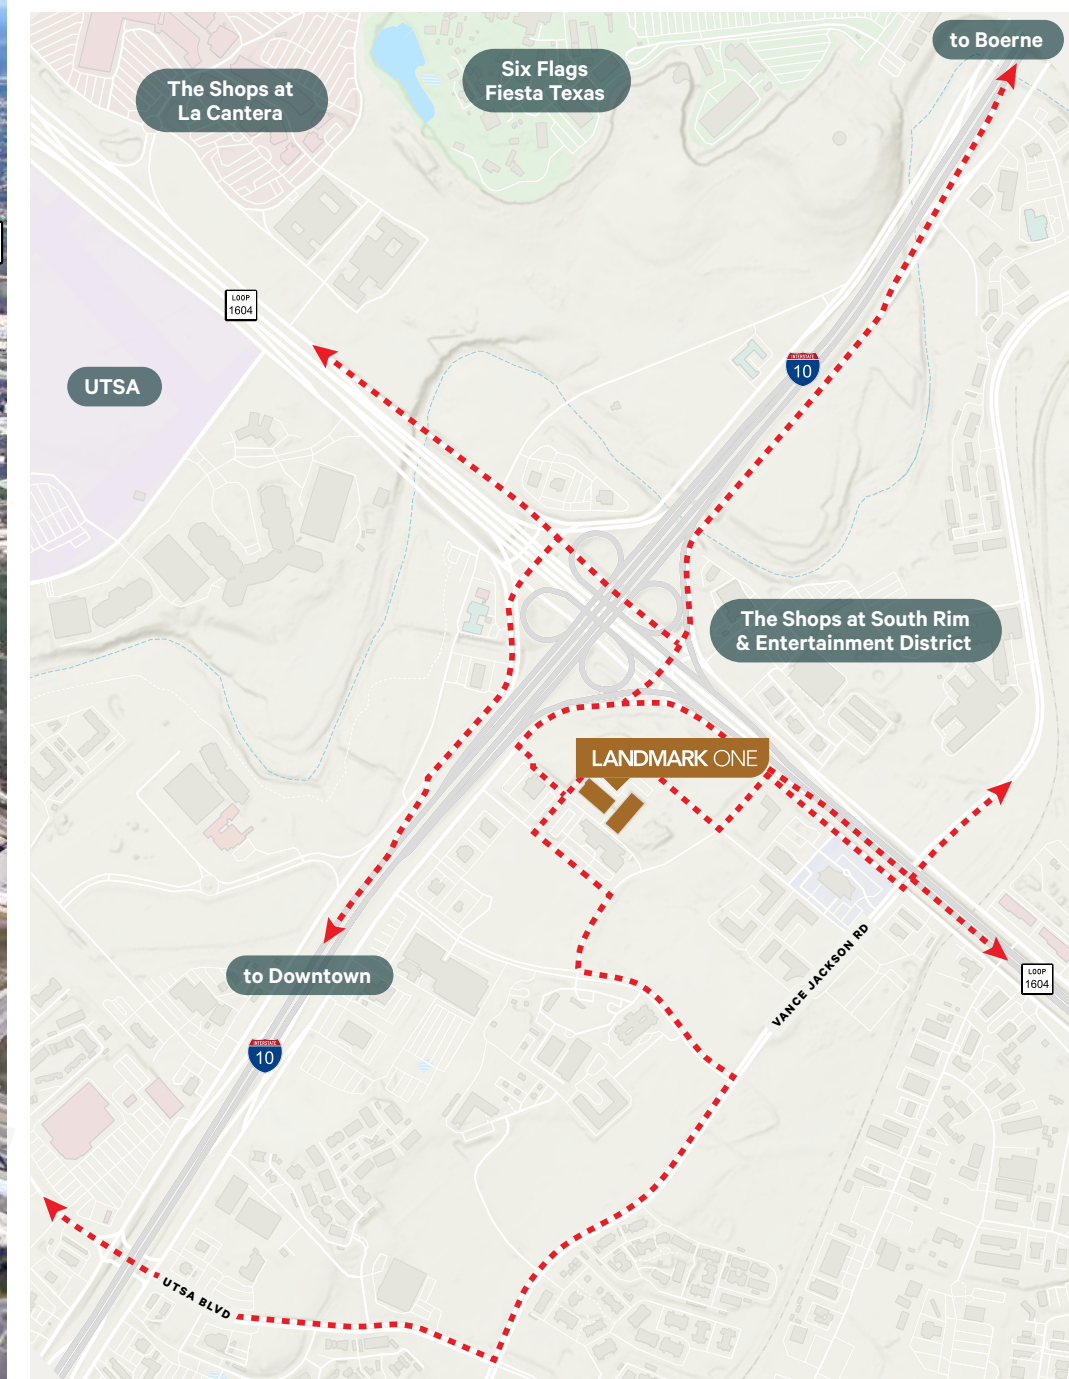 to Boerne
Six Flags
Fiesta Texas
The Shops at
La Cantera
LOOP
1604
INTERSTATE
10
UTSA
The Shops at South Rim
& Entertainment District
LANDMARK ONE
VANCE JACKSON RD
to Downtown
LOOP
1604
INTERSTATE
10
UTSA BLVD